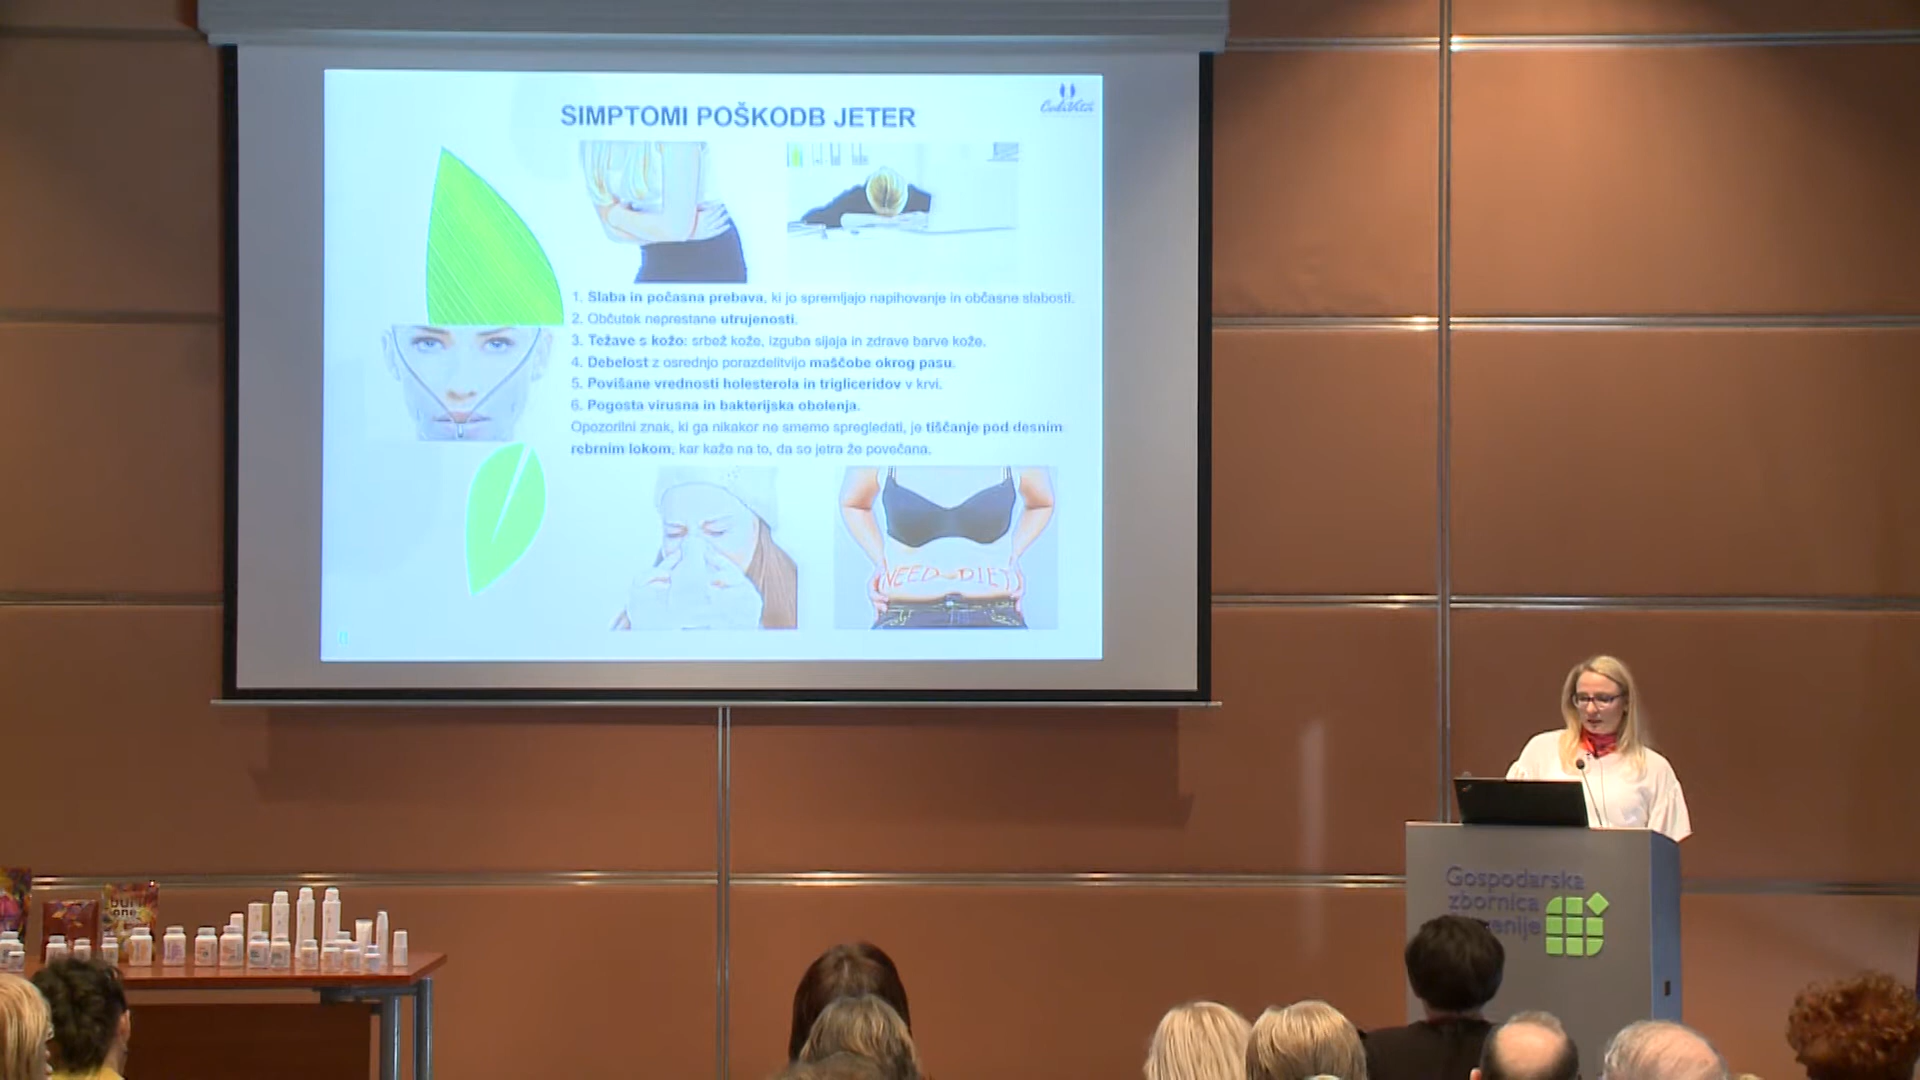 SIMPTOMI POŠKODB JETER
CaliVita
1. Slaba in počasna prebava, ki jo spremljajo napihovanje in občasne slabosti.
2. Občutek neprestane utrujenosti.
3. Težave s kožo: srbež kože, izguba sijaja in zdrave barve kože.
4. Debelost z osrednjo porazdelitvijo maščobe okrog pasu.
5. Povišane vrednosti holesterola in trigliceridov v krvi.
6. Pogosta virusna in bakterijska obolenja.
Opozorilni znak, ki ga nikakor ne smemo spregledati, je tiščanje pod desnim
rebrnim lokom, kar kaže na to, da so jetra že povečana.
NEED DIET
Gospodarska
zbornica
one